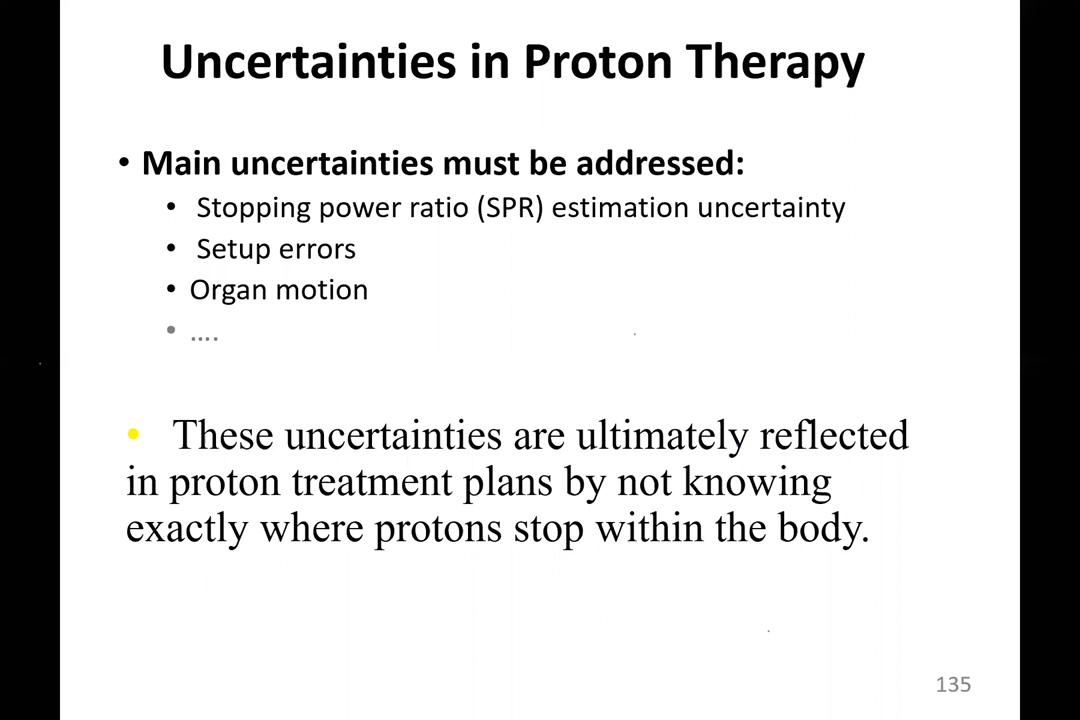 Uncertainties in Proton Therapy
• Main uncertainties must be addressed:
• Stopping power ratio (SPR) estimation uncertainty
• Setup errors
• Organ motion
• ....
• These uncertainties are ultimately reflected
in proton treatment plans by not knowing
exactly where protons stop within the body.
135